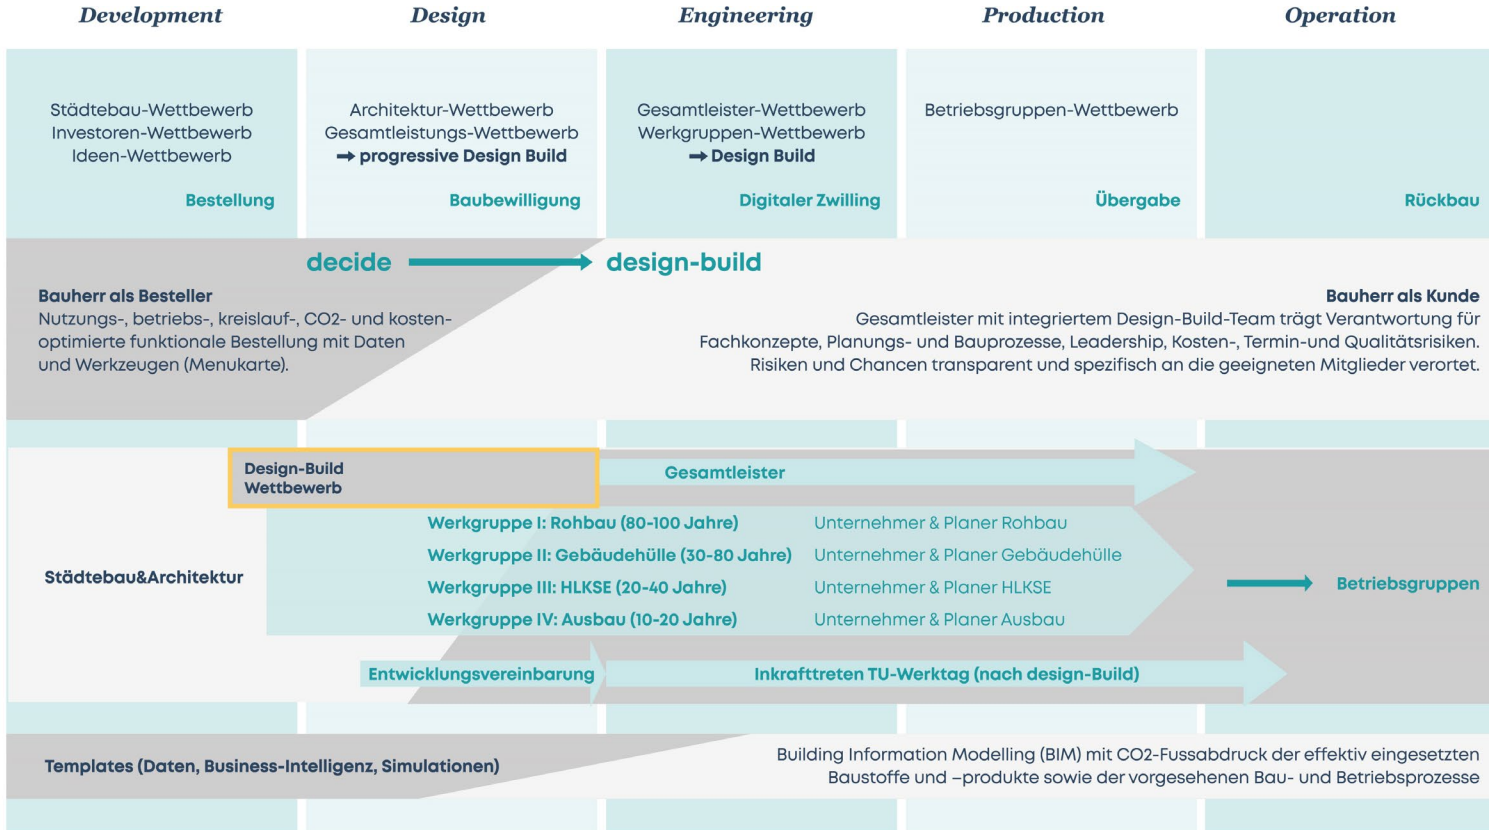 Development
Design
Engineering
Production
Operation
Städtebau-Wettbewerb
Investoren-Wettbewerb
Ideen-Wettbewerb
Bestellung
Architektur-Wettbewerb
Gesamtleistungs-Wettbewerb
➞ progressive Design Build
Baubewilligung
Gesamtleister-Wettbewerb
Werkgruppen-Wettbewerb
➞ Design Build
Digitaler Zwilling
Betriebsgruppen-Wettbewerb
Übergabe
Rückbau
decide
design-build
Bauherr als Besteller
Nutzungs-, betriebs-, kreislauf-, CO2- und kosten-
optimierte funktionale Bestellung mit Daten
und Werkzeugen (Menukarte).
Bauherr als Kunde
Gesamtleister mit integriertem Design-Build-Team trägt Verantwortung für
Fachkonzepte, Planungs- und Bauprozesse, Leadership, Kosten-, Termin-und Qualitätsrisiken.
Risiken und Chancen transparent und spezifisch an die geeigneten Mitglieder verortet.
Design-Build
Wettbewerb
Gesamtleister
Städtebau&Architektur
Werkgruppe I: Rohbau (80-100 Jahre)
Unternehmer & Planer Rohbau
Werkgruppe II: Gebäudehülle (30-80 Jahre)
Unternehmer & Planer Gebäudehülle
Werkgruppe III: HLKSE (20-40 Jahre)
Unternehmer & Planer HLKSE
Werkgruppe IV: Ausbau (10-20 Jahre)
Unternehmer & Planer Ausbau
Betriebsgruppen
Entwicklungsvereinbarung
Inkrafttreten TU-Werktag (nach design-Build)
Templates (Daten, Business-Intelligenz, Simulationen)
Building Information Modelling (BIM) mit CO2-Fussabdruck der effektiv eingesetzten
Baustoffe und –produkte sowie der vorgesehenen Bau- und Betriebsprozesse